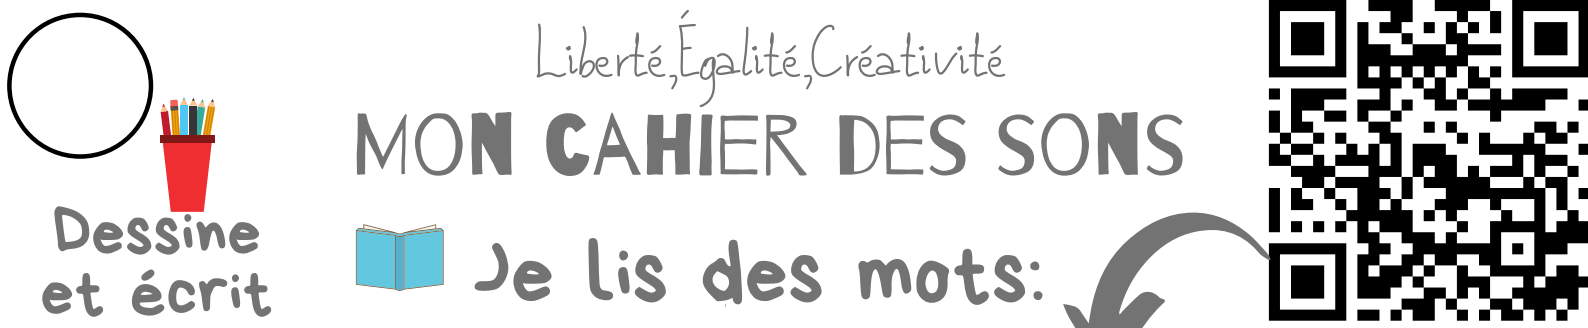 Liberté,Égalité,Créativité
MON CAHIER DES SONS
Dessine
et écrit
Je lis des mots: